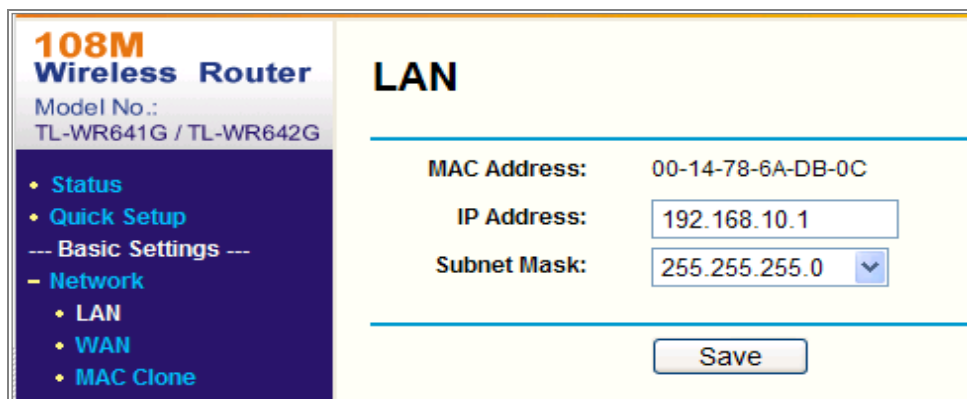 108M
Wireless Router
Model No.:
TL-WR641G / TL-WR642G
• Status
• Quick Setup
--- Basic Settings ---
– Network
• LAN
• WAN
• MAC Clone
LAN
MAC Address: 00-14-78-6A-DB-0C
IP Address: 192.168.10.1
Subnet Mask: 255.255.255.0
Save